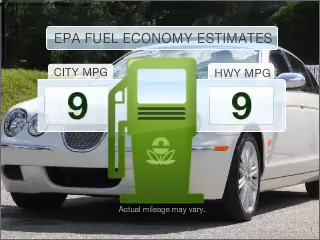 EPA FUEL ECONOMY ESTIMATES
CITY MPG
HWY MPG
9
9
Actual mileage may vary.